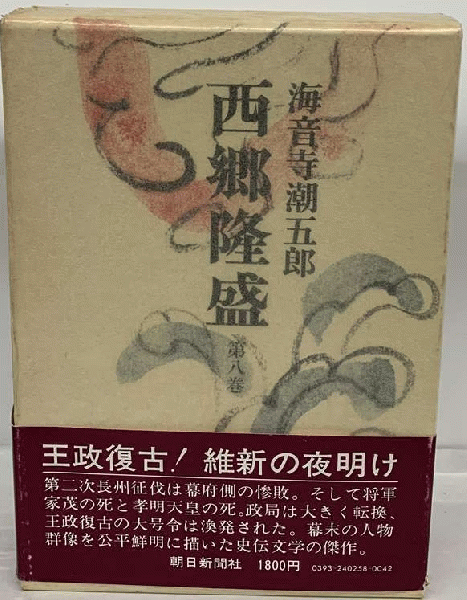 海音寺潮五郎
西郷隆盛
第八巻
王政復古! 維新の夜明け
第二次長州征伐は幕府側の惨敗。そして将軍
家茂の死と孝明天皇の死。政局は大きく転換、
王政復古の大号令は渙発された。幕末の人物
群像を公平鮮明に描いた史伝文学の傑作。
朝日新聞社 1800円 0393-240258-0042